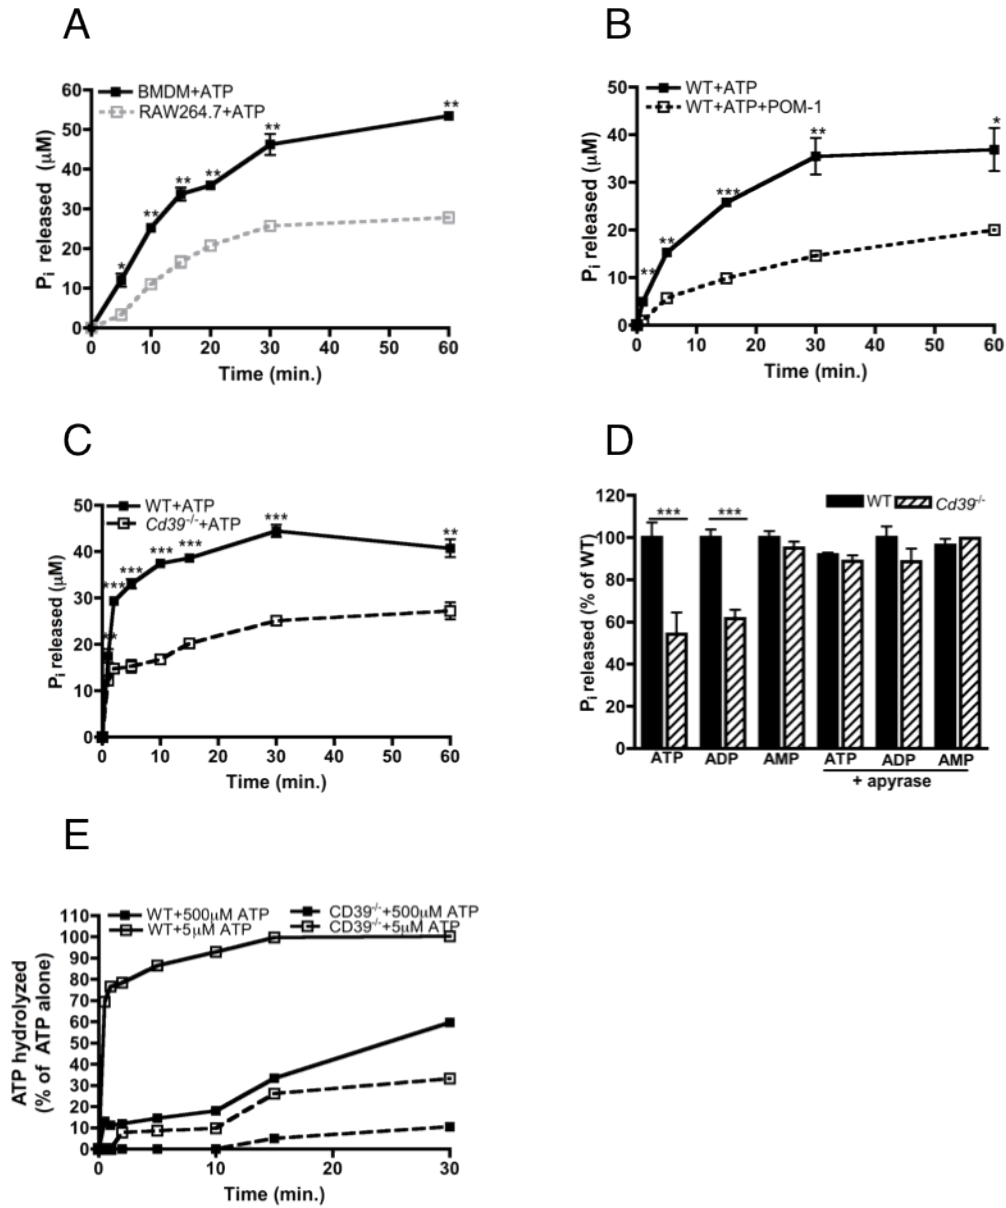 A
BMDM+ATP
RAW264.7+ATP
Pi released (μM)
60
50
40
30
20
10
0
*
**
**
**
**
**
0 10 20 30 40 50 60
Time (min.)
B
WT+ATP
WT+ATP+POM-1
Pi released (μM)
50
40
30
20
10
0
**
**
***
**
*
0 10 20 30 40 50 60
Time (min.)
C
WT+ATP
Cd39-/-+ATP
Pi released (μM)
50
40
30
20
10
0
**
***
***
***
***
***
**
0 10 20 30 40 50 60
Time (min.)
D
WT Cd39-/-
Pi released (% of WT)
120
100
80
60
40
20
0
*** ***
ATP ADP AMP ATP ADP AMP
+ apyrase
E
WT+500μM ATP CD39-/-+500μM ATP
WT+5μM ATP CD39-/-+5μM ATP
ATP hydrolyzed
(% of ATP alone)
110
100
90
80
70
60
50
40
30
20
10
0
0 10 20 30
Time (min.)